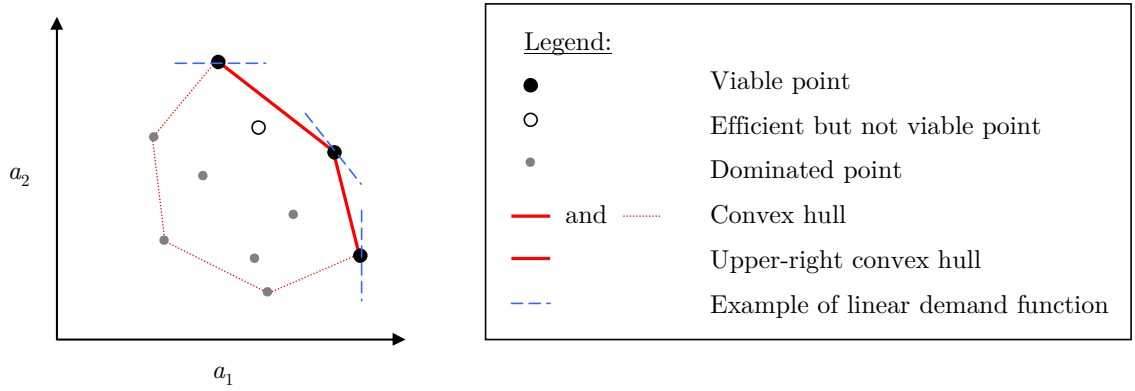 a2
a1
Legend:
Viable point
Efficient but not viable point
Dominated point
and Convex hull
Upper-right convex hull
Example of linear demand function